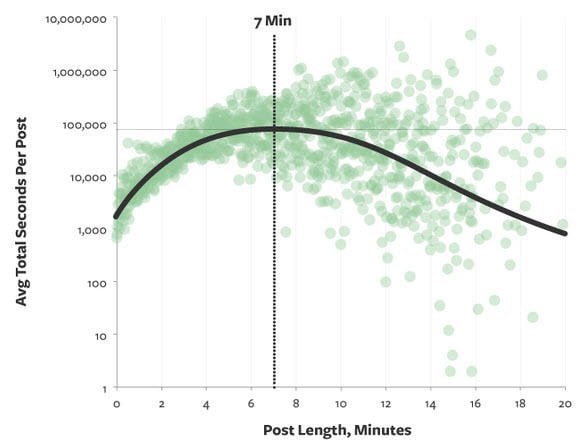 7 Min
10,000,000
1,000,000
100,000
10,000
1,000
100
10
1
Avg Total Seconds Per Post
0 2 4 6 8 10 12 14 16 18 20
Post Length, Minutes